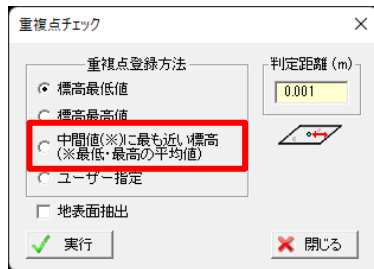 重複点チェック
重複点登録方法
判定距離 (m)
標高最低値
0.001
標高最高値
中間値(※)に最も近い標高
(※最低・最高の平均値)
ユーザー指定
地表面抽出
実行
閉じる